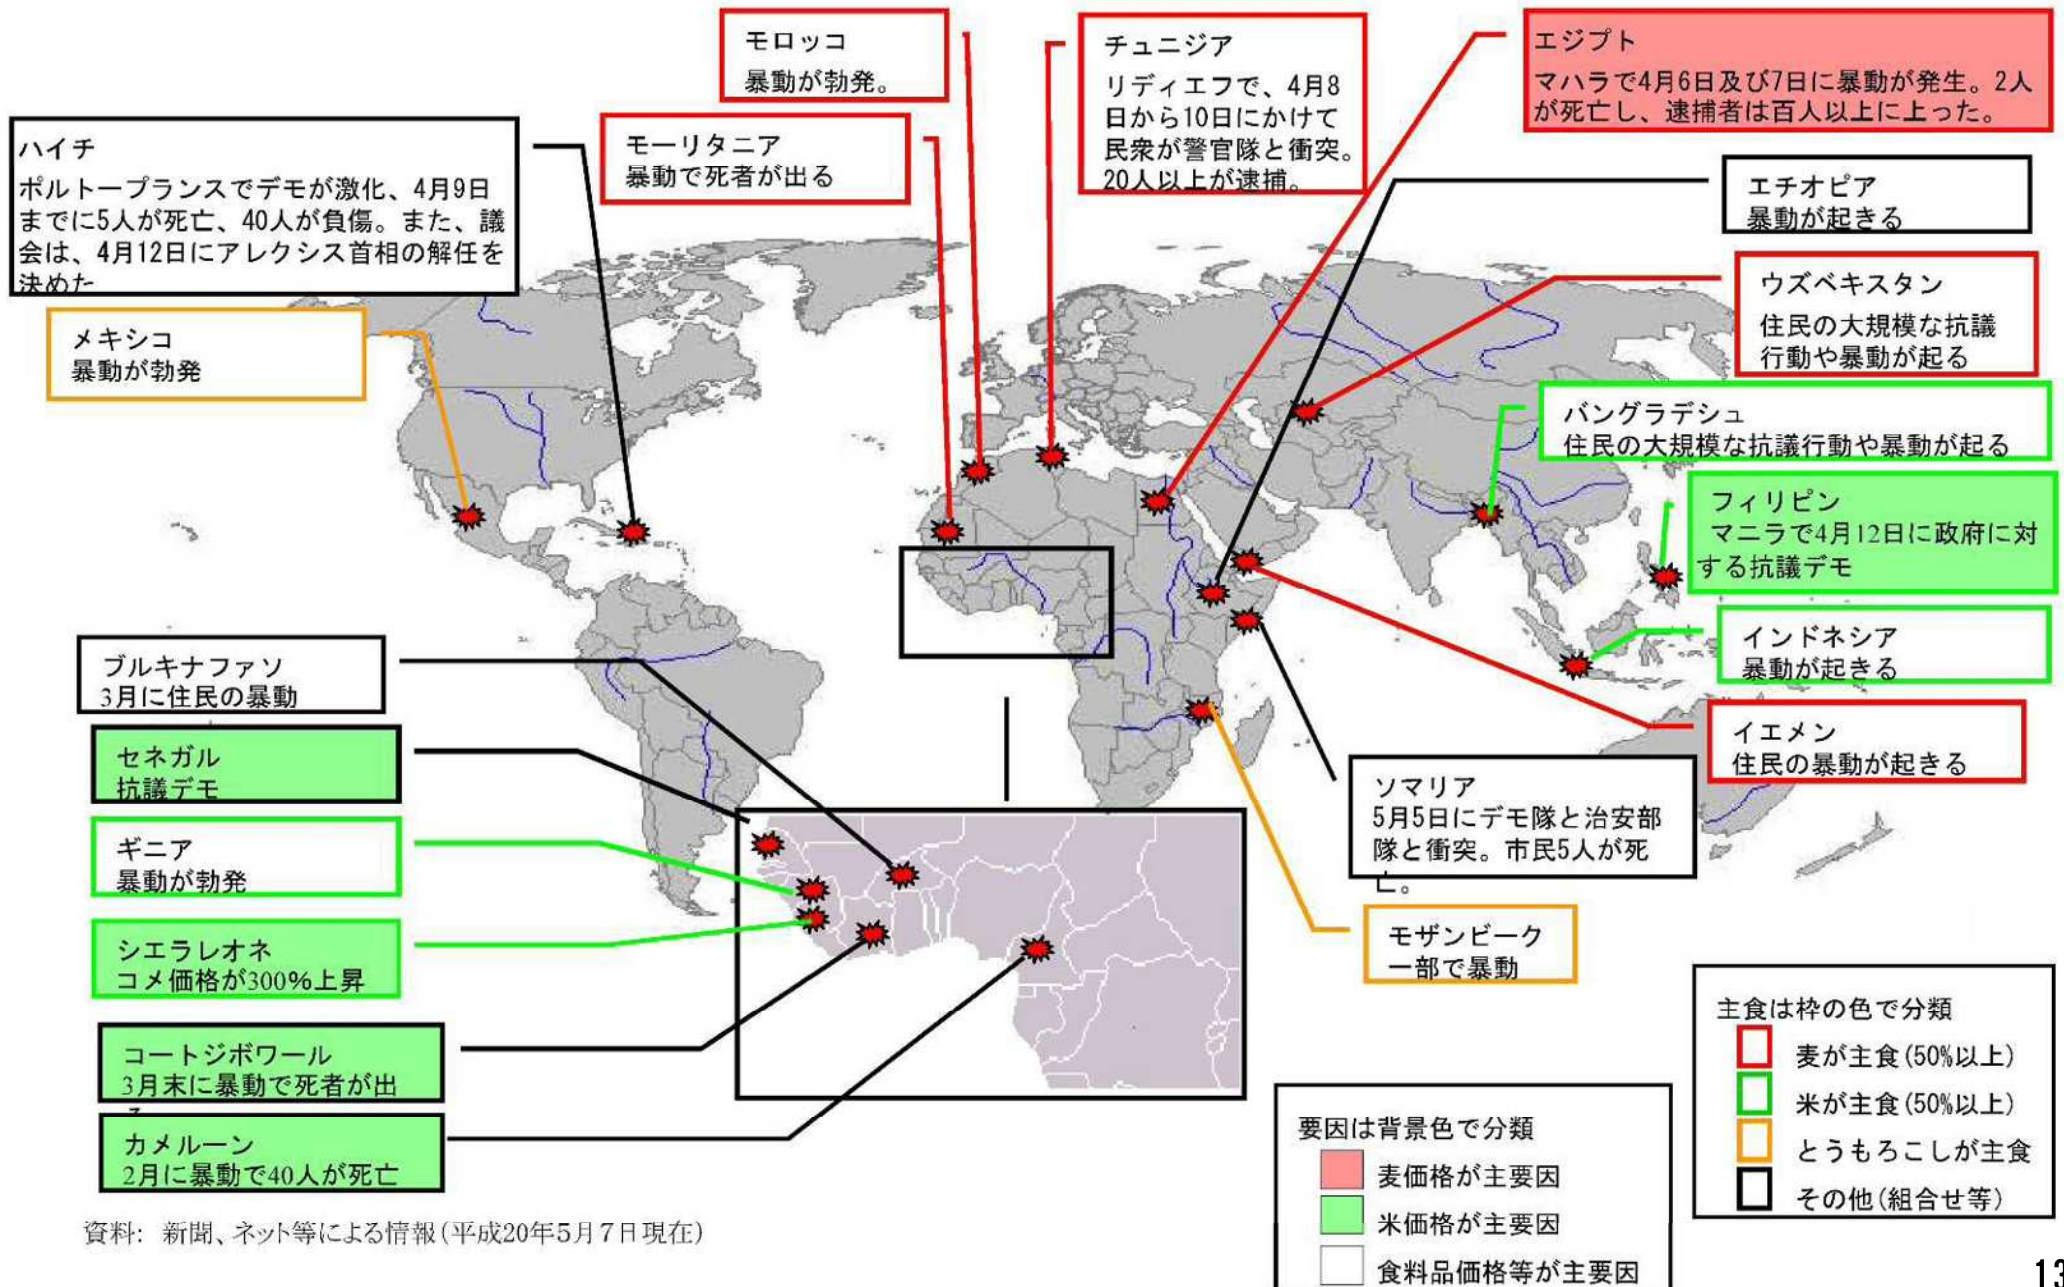 モロッコ
暴動が勃発。
チュニジア
リディエフで、4月8
日から10日にかけて
民衆が警官隊と衝突。
20人以上が逮捕。
エジプト
マハラで4月6日及び7日に暴動が発生。2人
が死亡し、逮捕者は百人以上に上った。
ハイチ
ポルトープランスでデモが激化、4月9日
までに5人が死亡、40人が負傷。また、議
会は、4月12日にアレクシス首相の解任を
決めた
モーリタニア
暴動で死者が出る
エチオピア
暴動が起きる
ウズベキスタン
住民の大規模な抗議
行動や暴動が起る
メキシコ
暴動が勃発
バングラデシュ
住民の大規模な抗議行動や暴動が起る
フィリピン
マニラで4月12日に政府に対
する抗議デモ
インドネシア
暴動が起きる
イエメン
住民の暴動が起きる
ブルキナファソ
3月に住民の暴動
セネガル
抗議デモ
ギニア
暴動が勃発
シエラレオネ
コメ価格が300%上昇
コートジボワール
3月末に暴動で死者が出
カメルーン
2月に暴動で40人が死亡
ソマリア
5月5日にデモ隊と治安部
隊と衝突。市民5人が死
亡。
モザンビーク
一部で暴動
主食は枠の色で分類
麦が主食(50%以上)
米が主食(50%以上)
とうもろこしが主食
その他(組合せ等)
要因は背景色で分類
麦価格が主要因
米価格が主要因
食料品価格等が主要因
資料: 新聞、ネット等による情報(平成20年5月7日現在)
13